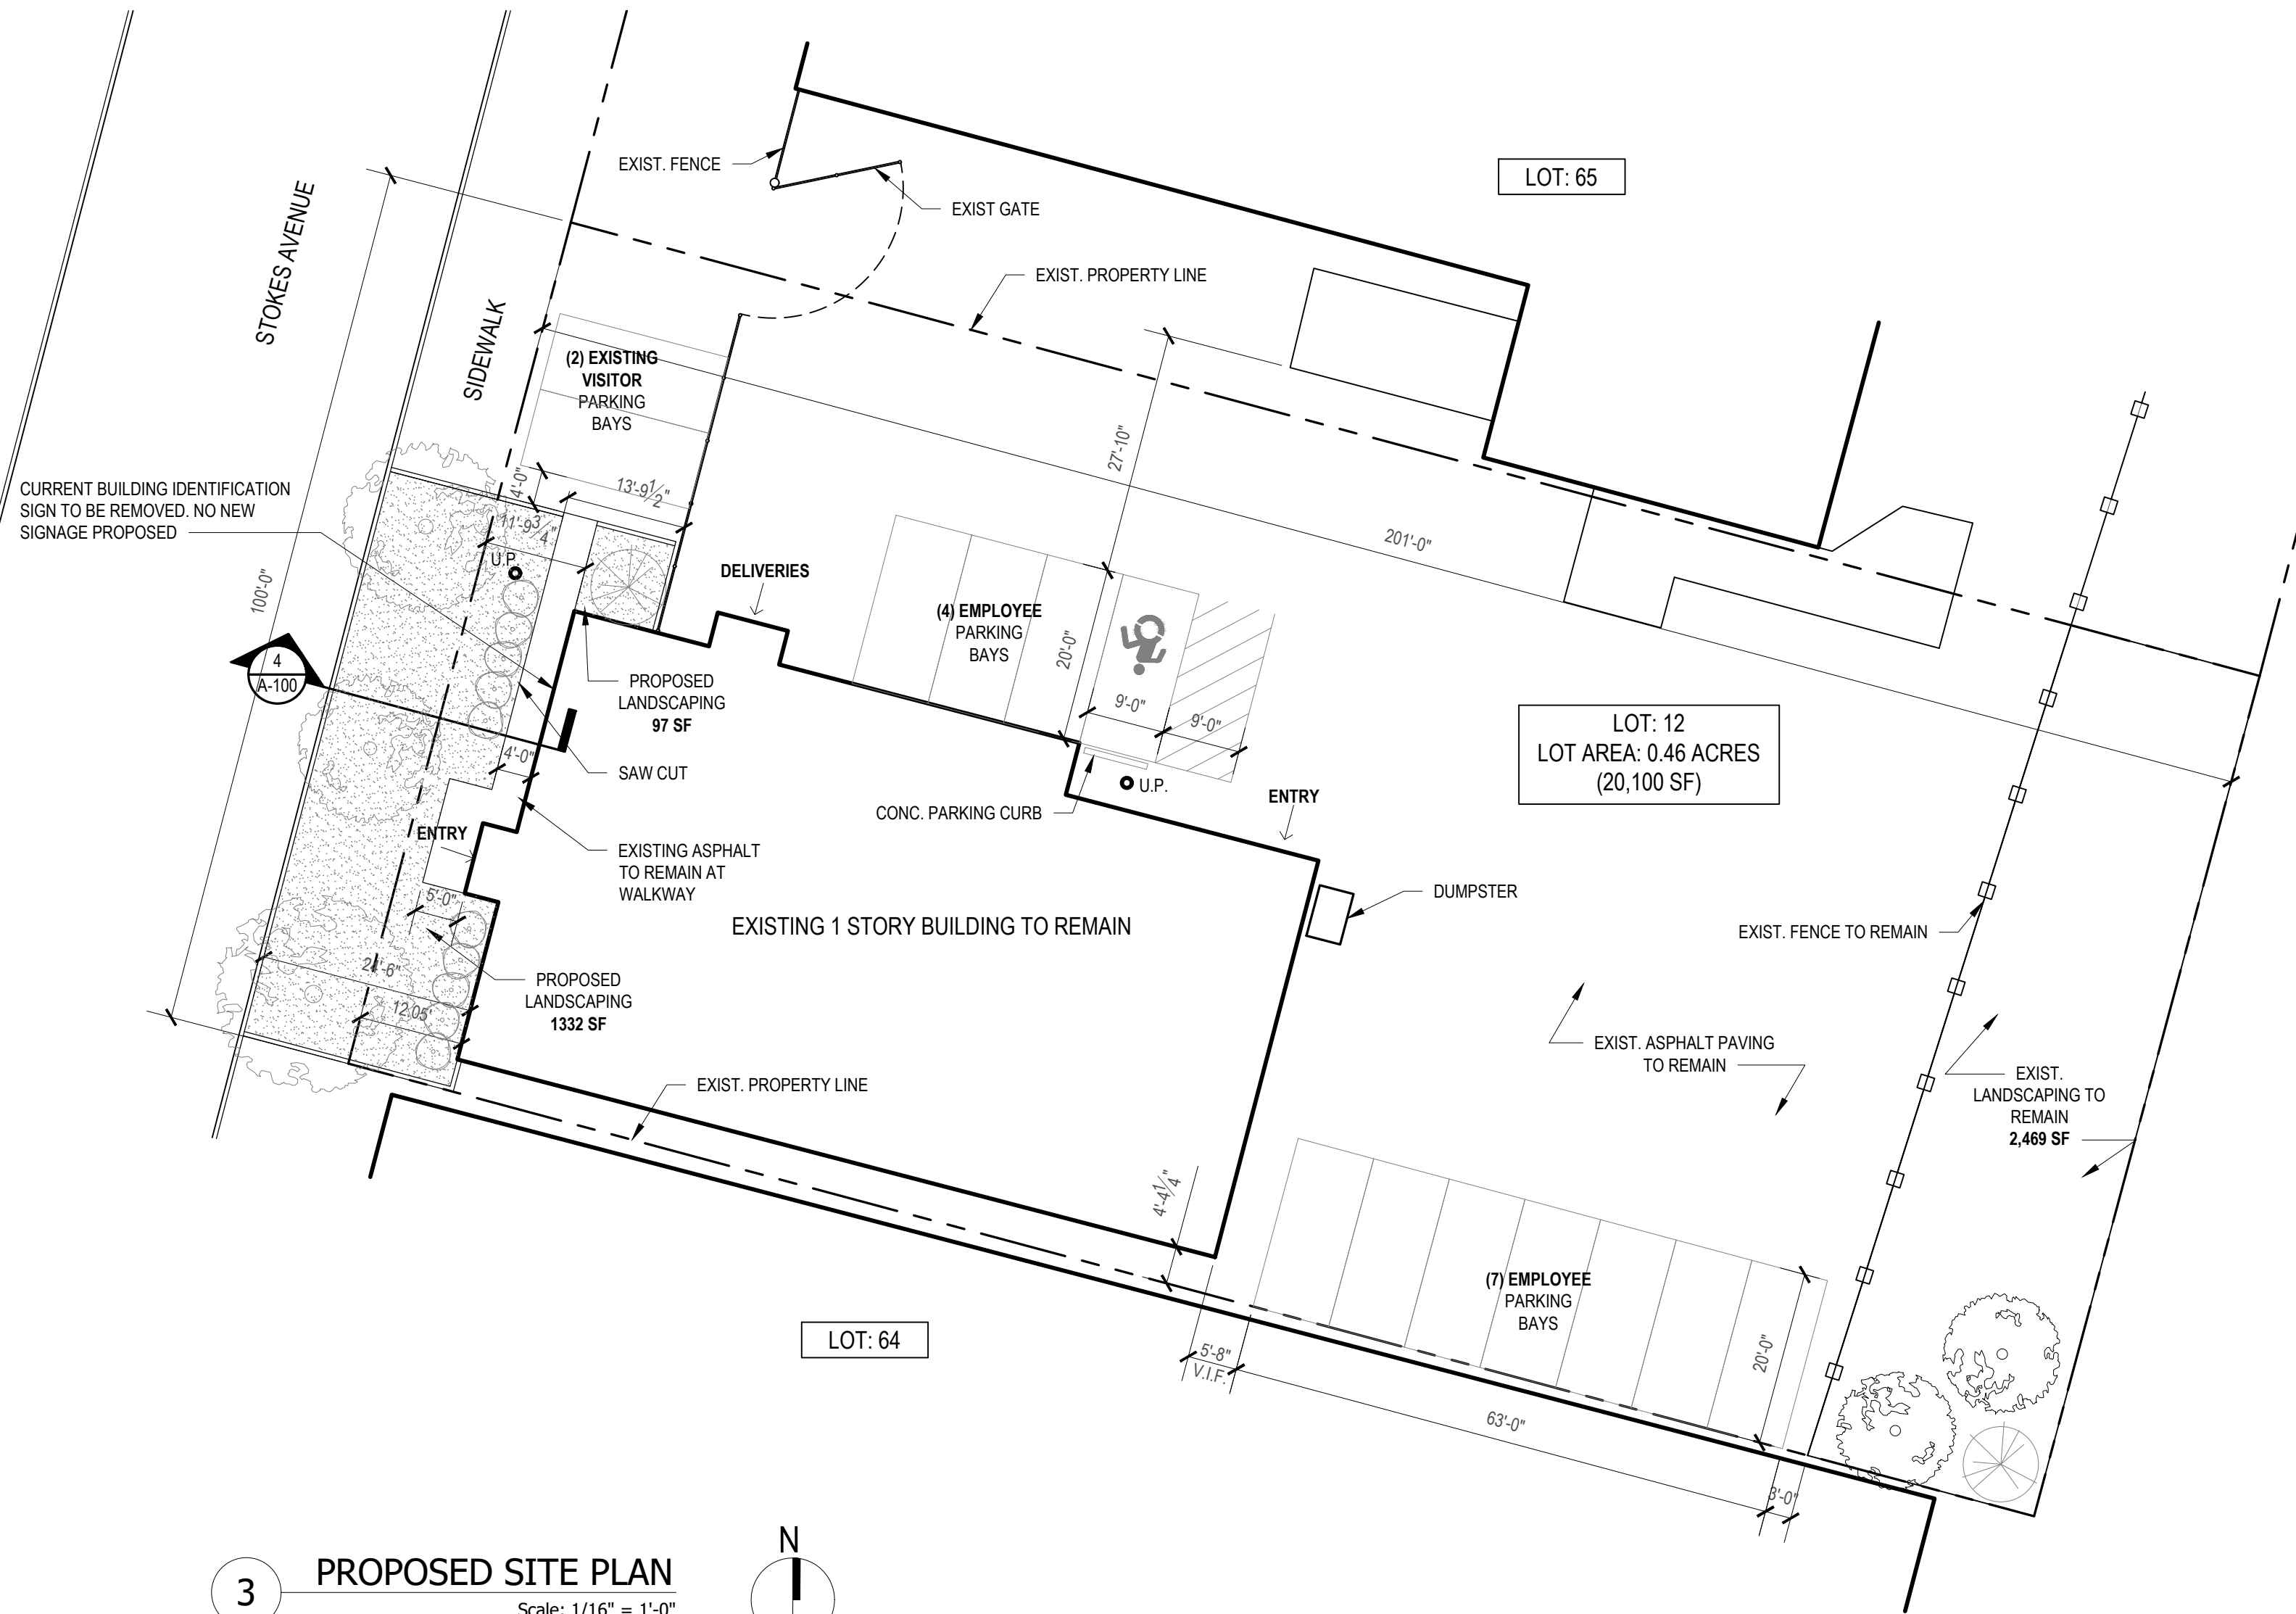 EXIST. FENCE
LOT: 65
EXIST GATE
STOKES AVENUE
EXIST. PROPERTY LINE
SIDEWALK
(2) EXISTING
VISITOR
PARKING
BAYS
27'-10"
4'-0"
13'-9 1/2"
CURRENT BUILDING IDENTIFICATION
SIGN TO BE REMOVED. NO NEW
SIGNAGE PROPOSED
11'-9 3/4"
U.P.
201'-0"
100'-0"
DELIVERIES
(4) EMPLOYEE
PARKING
BAYS
20'-0"
4
A-100
PROPOSED
LANDSCAPING
97 SF
9'-0"
9'-0"
LOT: 12
LOT AREA: 0.46 ACRES
(20,100 SF)
4'-0"
SAW CUT
U.P.
ENTRY
CONC. PARKING CURB
ENTRY
EXISTING ASPHALT
TO REMAIN AT
WALKWAY
5'-0"
DUMPSTER
EXISTING 1 STORY BUILDING TO REMAIN
EXIST. FENCE TO REMAIN
PROPOSED
LANDSCAPING
1332 SF
12.05'
EXIST. ASPHALT PAVING
TO REMAIN
EXIST. PROPERTY LINE
EXIST.
LANDSCAPING TO
REMAIN
2,469 SF
4'-4 1/4"
(7) EMPLOYEE
PARKING
BAYS
LOT: 64
5'-8"
V.I.F.
20'-0"
63'-0"
3'-0"
N
3
PROPOSED SITE PLAN
Scale: 1/16" = 1'-0"